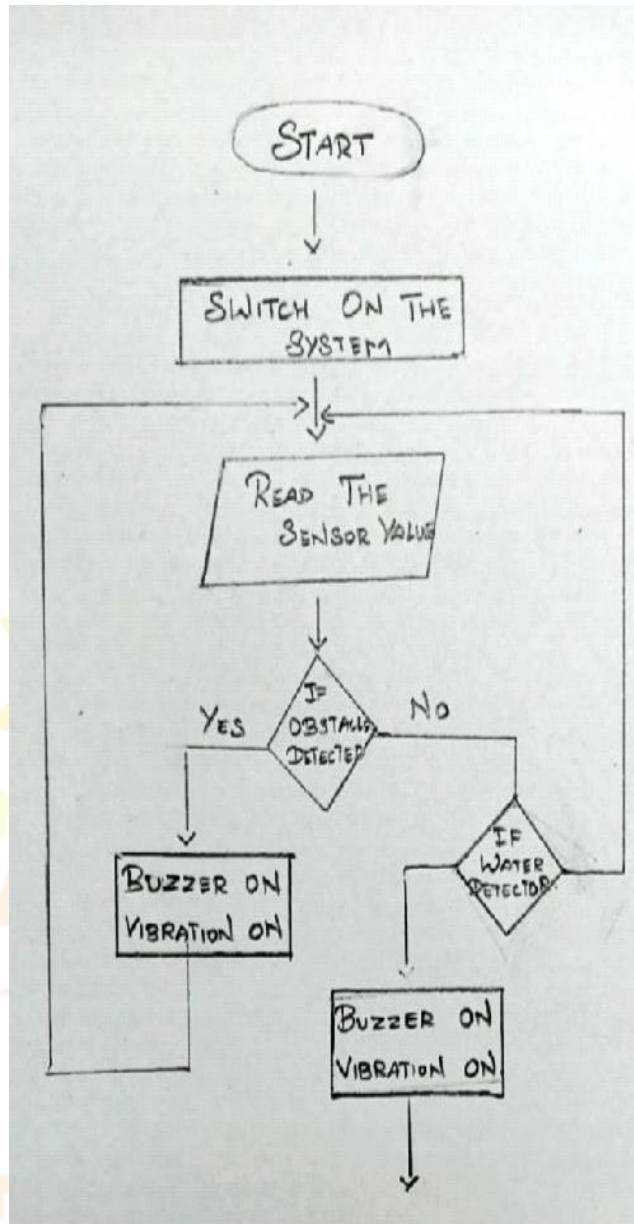 START
SWITCH ON THE
SYSTEM
READ THE
SENSOR VALUE
IF
OBSTACLE
DETECTED
YES
NO
IF
WATER
DETECTOR
BUZZER ON
VIBRATION ON
BUZZER ON
VIBRATION ON